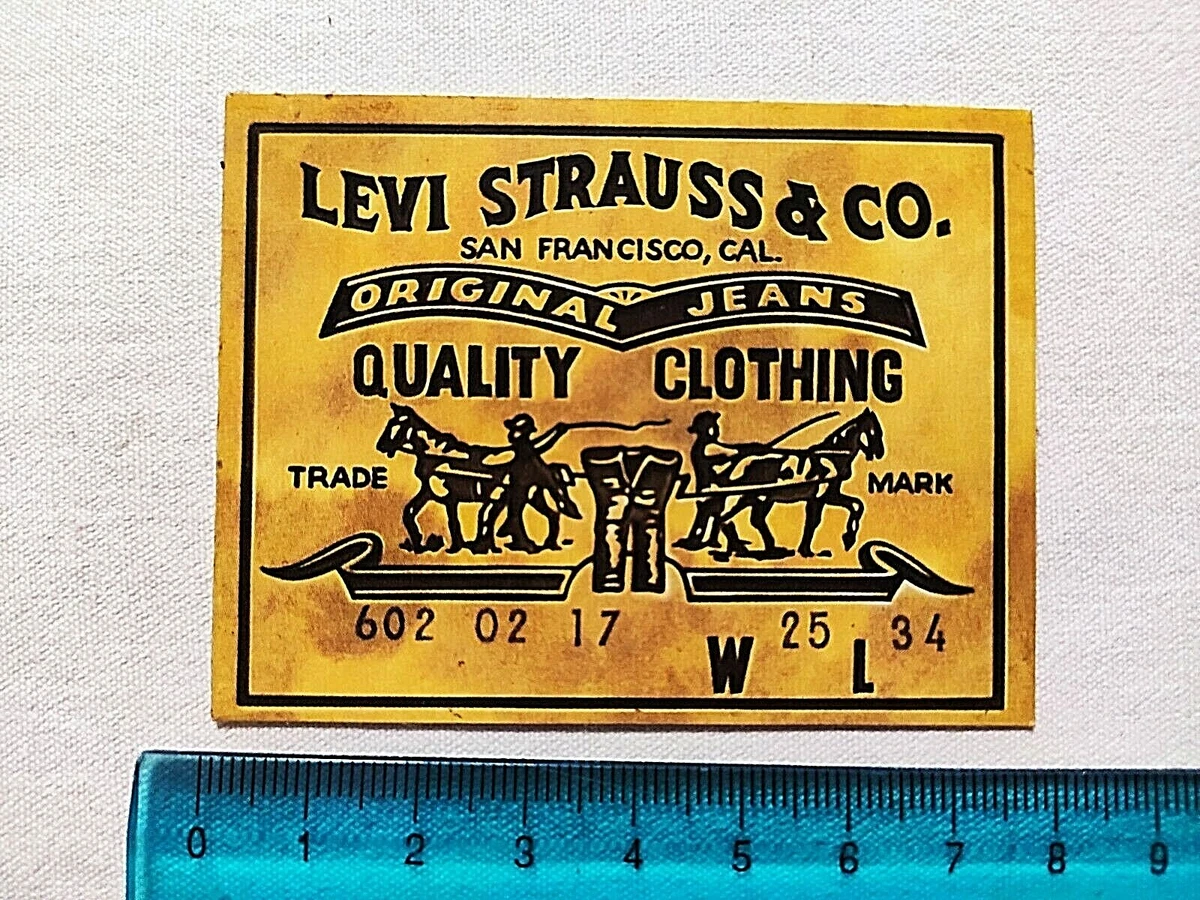 LEVI STRAUSS & CO.
SAN FRANCISCO, CAL.
ORIGINAL JEANS
QUALITY CLOTHING
TRADE MARK
602 02 17 W 25 L 34
0 1 2 3 4 5 6 7 8 9